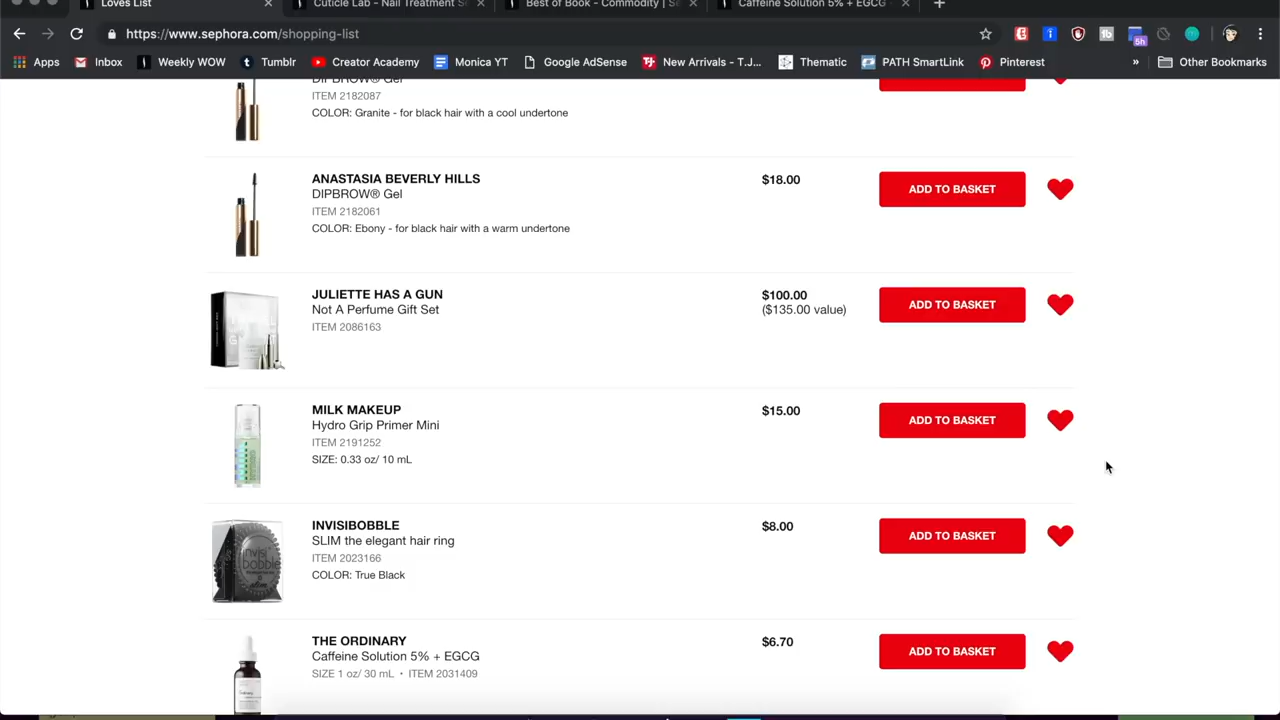 Loves List
Cuticle Lab - Nail Treatment S
Best of Book - Commodity | Se
Caffeine Solution 5% + EGCG -
https://www.sephora.com/shopping-list
5h
Apps
Inbox
Weekly WOW
Tumblr
Creator Academy
Monica YT
Google AdSense
New Arrivals - T.J...
Thematic
PATH SmartLink
Pinterest
»
Other Bookmarks
DIPBROW® Gel
ITEM 2182087
COLOR: Granite - for black hair with a cool undertone
ANASTASIA BEVERLY HILLS
DIPBROW® Gel
ITEM 2182061
COLOR: Ebony - for black hair with a warm undertone
$18.00
ADD TO BASKET
JULIETTE HAS A GUN
Not A Perfume Gift Set
ITEM 2086163
$100.00
($135.00 value)
ADD TO BASKET
MILK MAKEUP
Hydro Grip Primer Mini
ITEM 2191252
SIZE: 0.33 oz/ 10 mL
$15.00
ADD TO BASKET
invisi
bobble
INVISIBOBBLE
SLIM the elegant hair ring
ITEM 2023166
COLOR: True Black
$8.00
ADD TO BASKET
THE ORDINARY
Caffeine Solution 5% + EGCG
SIZE 1 oz/ 30 mL • ITEM 2031409
$6.70
ADD TO BASKET